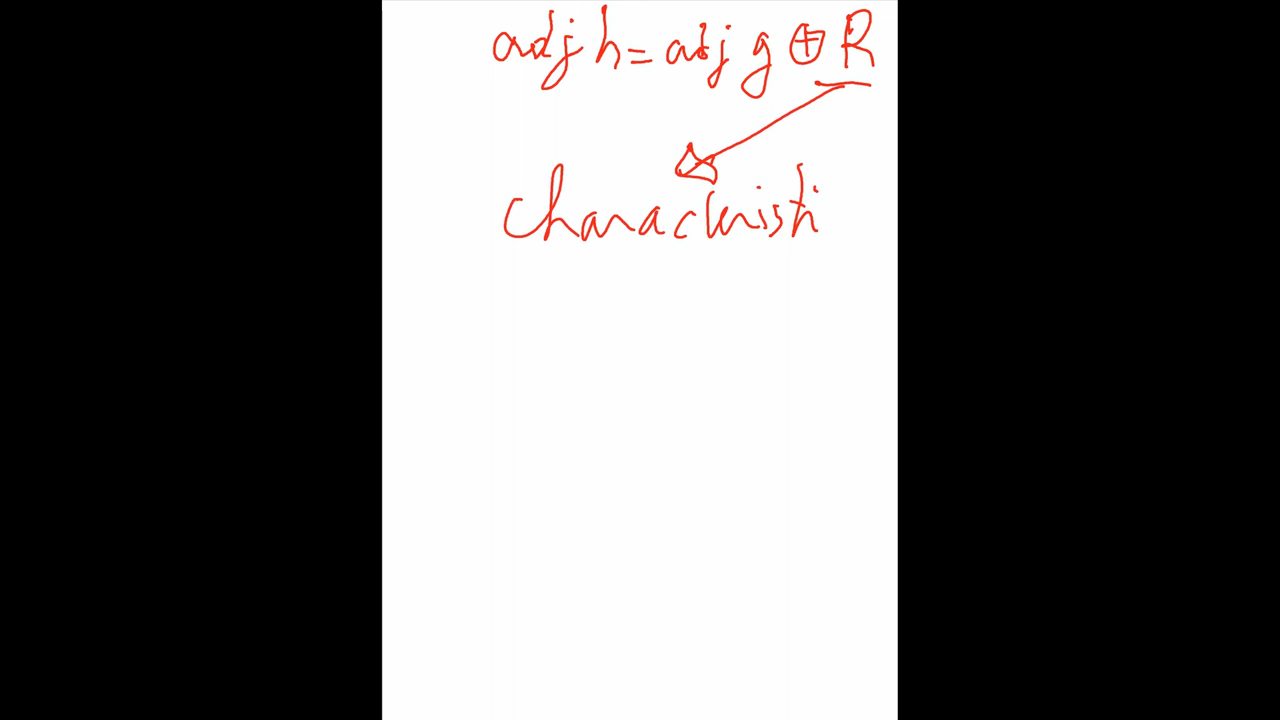 adj h = adj g ⊕ R
characteristi